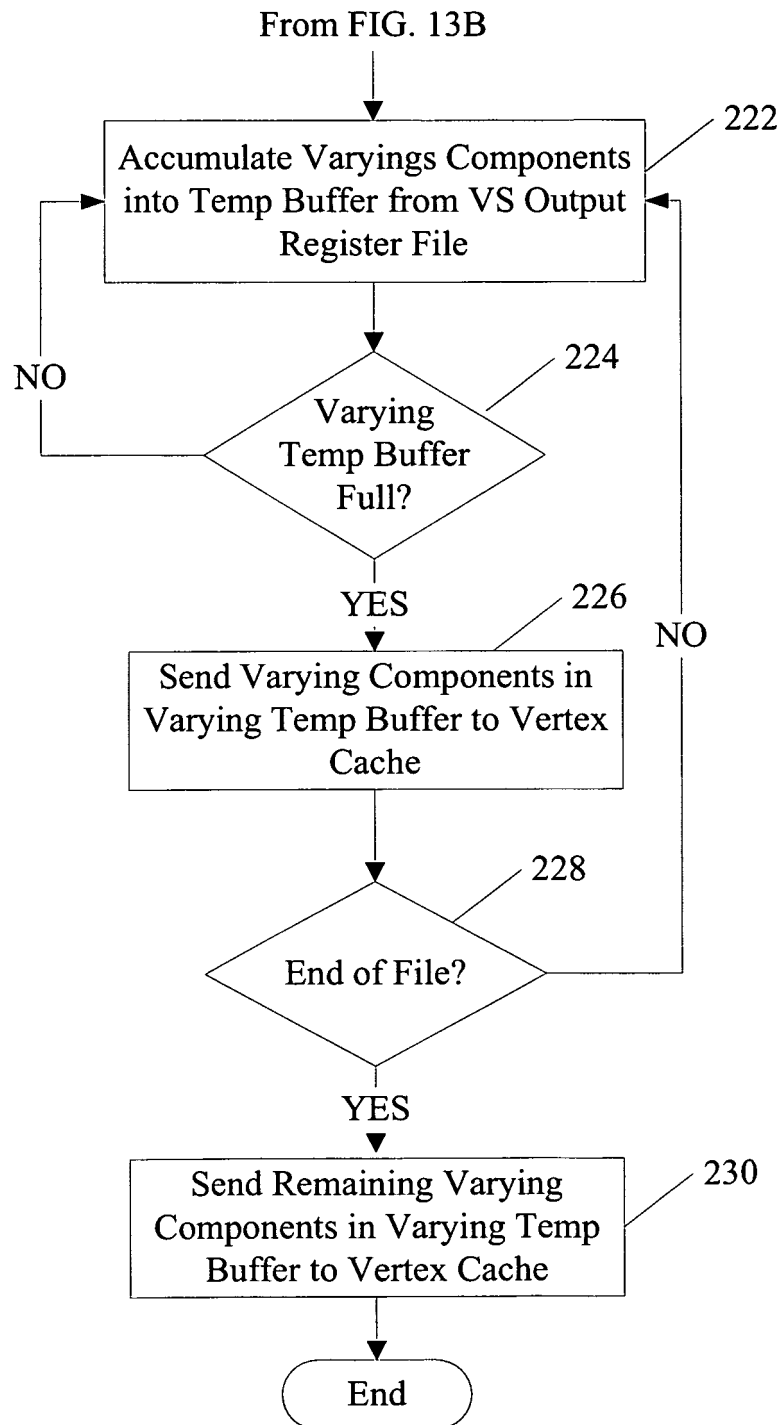 From FIG. 13B
222
Accumulate Varyings Components
into Temp Buffer from VS Output
Register File
224
NO
Varying
Temp Buffer
Full?
YES
226
NO
Send Varying Components in
Varying Temp Buffer to Vertex
Cache
228
End of File?
YES
230
Send Remaining Varying
Components in Varying Temp
Buffer to Vertex Cache
End